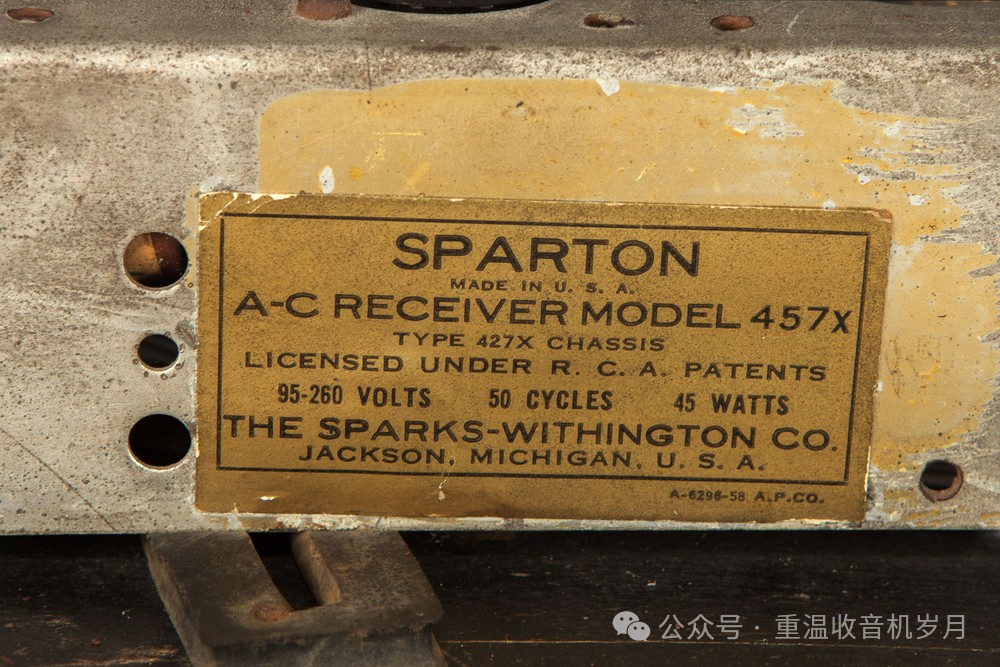 SPARTON
MADE IN U. S. A.
A-C RECEIVER MODEL 457X
TYPE 427X CHASSIS
LICENSED UNDER R. C. A. PATENTS
95-260 VOLTS 50 CYCLES 45 WATTS
THE SPARKS-WITHINGTON CO.
JACKSON, MICHIGAN, U. S. A.
A-6296-58 A.P.CO.
公众号 · 重温收音机岁月